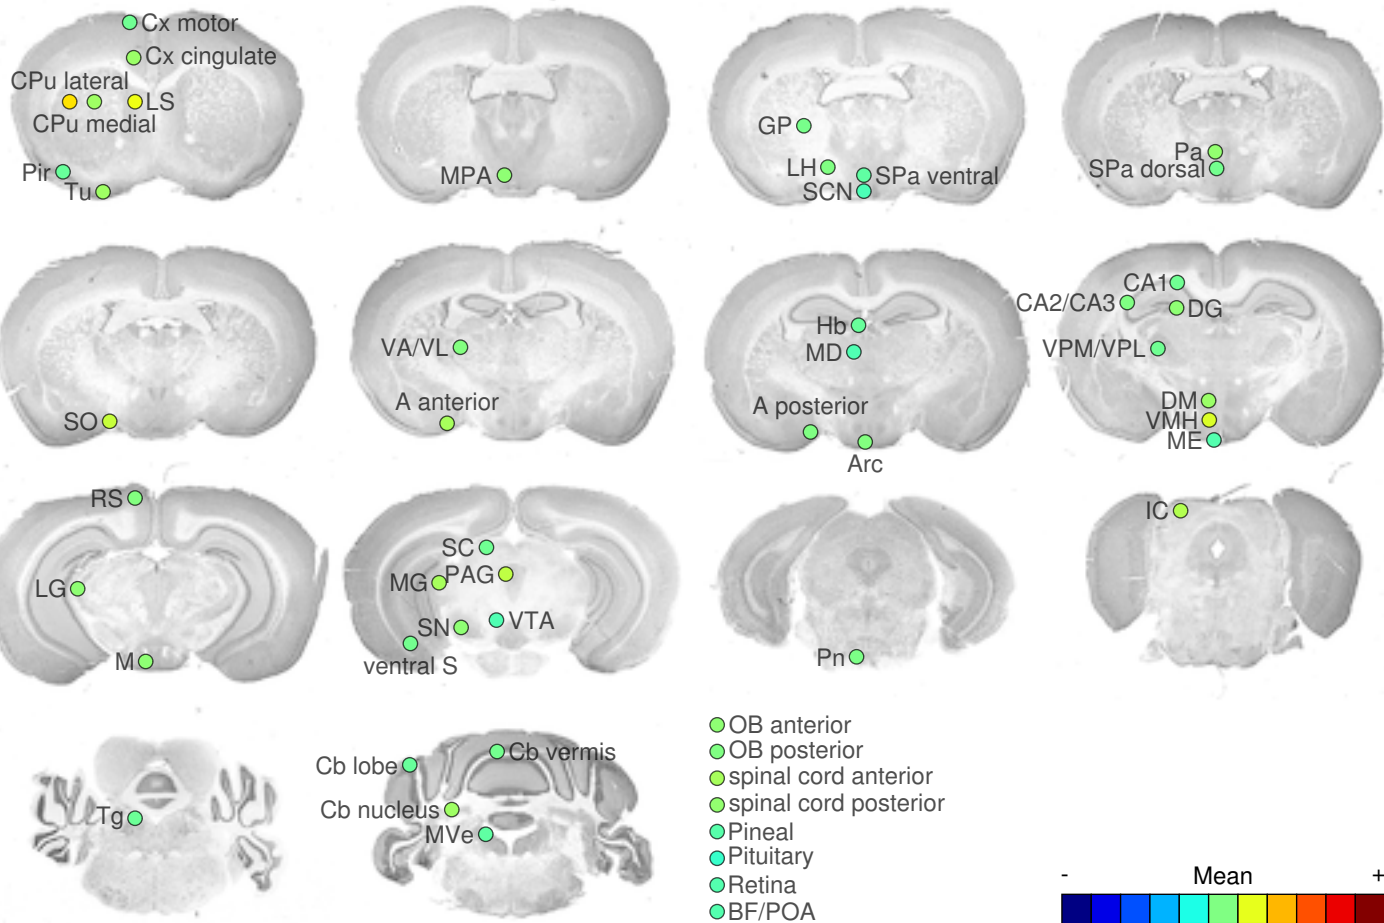 Cx motor
Cx cingulate
CPu lateral
LS
CPu medial
Pir
Tu
MPA
GP
LH
SPa ventral
SCN
Pa
SPa dorsal
SO
VA/VL
A anterior
Hb
MD
A posterior
Arc
CA1
CA2/CA3
DG
VPM/VPL
DM
VMH
ME
RS
LG
M
SC
MG
PAG
SN
VTA
ventral S
Pn
IC
Tg
Cb lobe
Cb vermis
Cb nucleus
MVe
OB anterior
OB posterior
spinal cord anterior
spinal cord posterior
Pineal
Pituitary
Retina
BF/POA
- Mean +